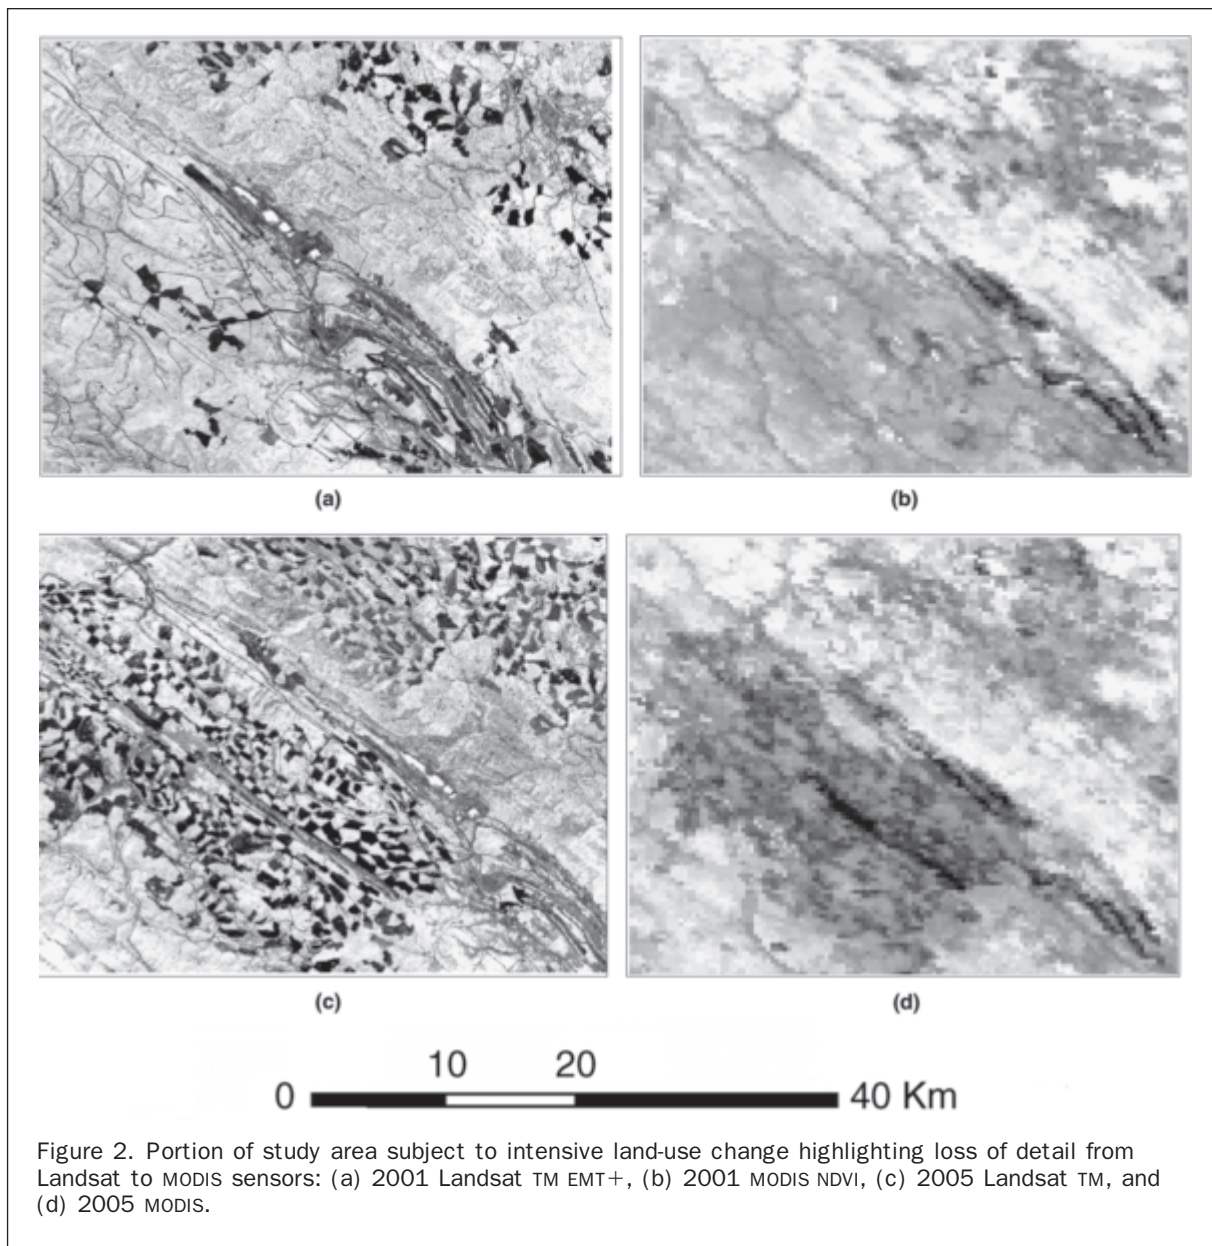 (a)
(b)
(c)
(d)
10 20
0 40 Km
Figure 2. Portion of study area subject to intensive land-use change highlighting loss of detail from
Landsat to MODIS sensors: (a) 2001 Landsat TM EMT+, (b) 2001 MODIS NDVI, (c) 2005 Landsat TM, and
(d) 2005 MODIS.